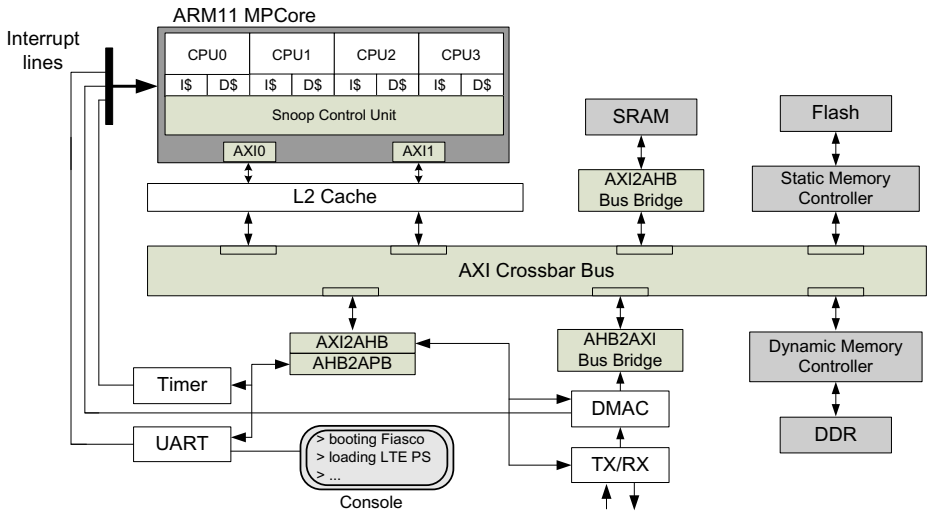 ARM11 MPCore
Interrupt
lines
CPU0 CPU1 CPU2 CPU3
I$ D$ I$ D$ I$ D$ I$ D$
Snoop Control Unit
AXI0 AXI1
L2 Cache
SRAM
AXI2AHB
Bus Bridge
Flash
Static Memory
Controller
AXI Crossbar Bus
AXI2AHB
AHB2APB
AHB2AXI
Bus Bridge
Dynamic Memory
Controller
Timer
DMAC
DDR
UART
> booting Fiasco
> loading LTE PS
> ...
Console
TX/RX